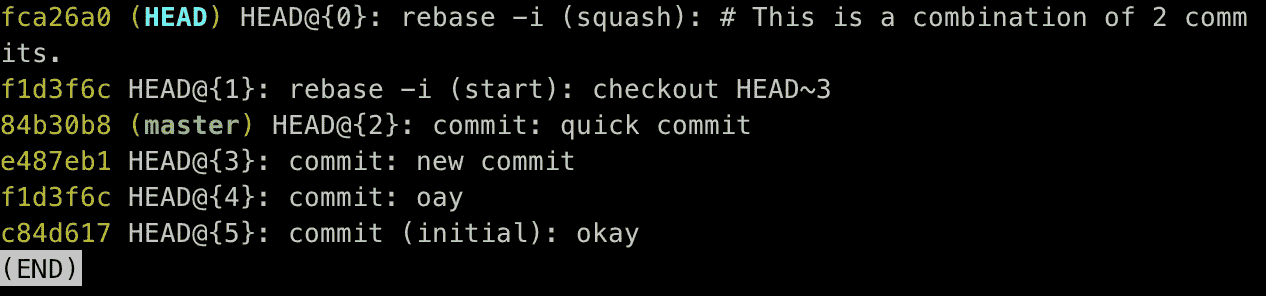 fca26a0 (HEAD) HEAD@{0}: rebase -i (squash): # This is a combination of 2 comm
its.
f1d3f6c HEAD@{1}: rebase -i (start): checkout HEAD~3
84b30b8 (master) HEAD@{2}: commit: quick commit
e487eb1 HEAD@{3}: commit: new commit
f1d3f6c HEAD@{4}: commit: oay
c84d617 HEAD@{5}: commit (initial): okay
(END)